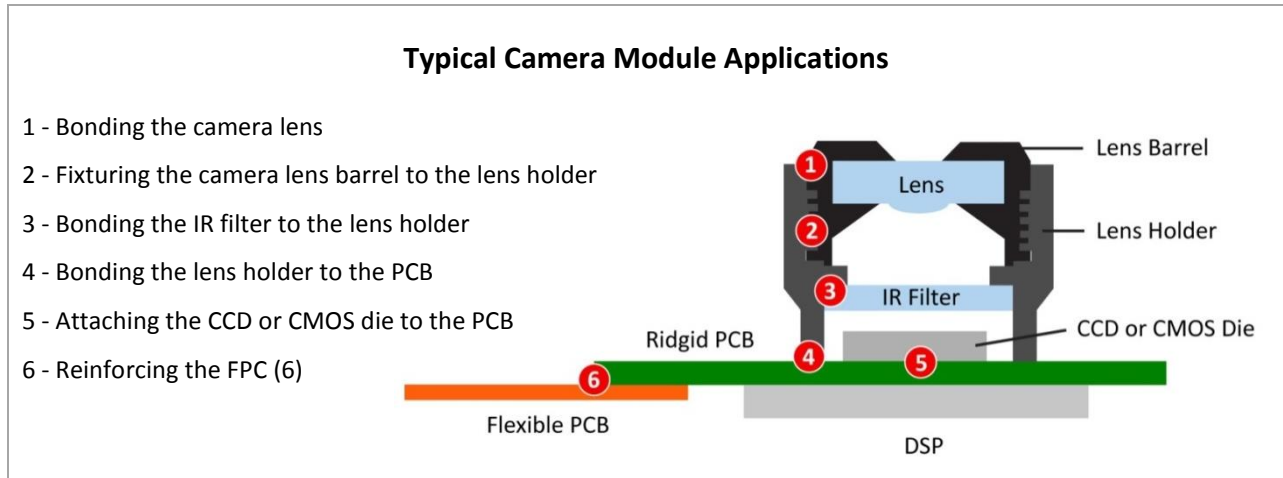 Typical Camera Module Applications
1 - Bonding the camera lens
2 - Fixturing the camera lens barrel to the lens holder
3 - Bonding the IR filter to the lens holder
4 - Bonding the lens holder to the PCB
5 - Attaching the CCD or CMOS die to the PCB
6 - Reinforcing the FPC (6)
Lens Barrel
1
Lens
2
Lens Holder
3
IR Filter
CCD or CMOS Die
Ridgid PCB
4
5
6
Flexible PCB
DSP